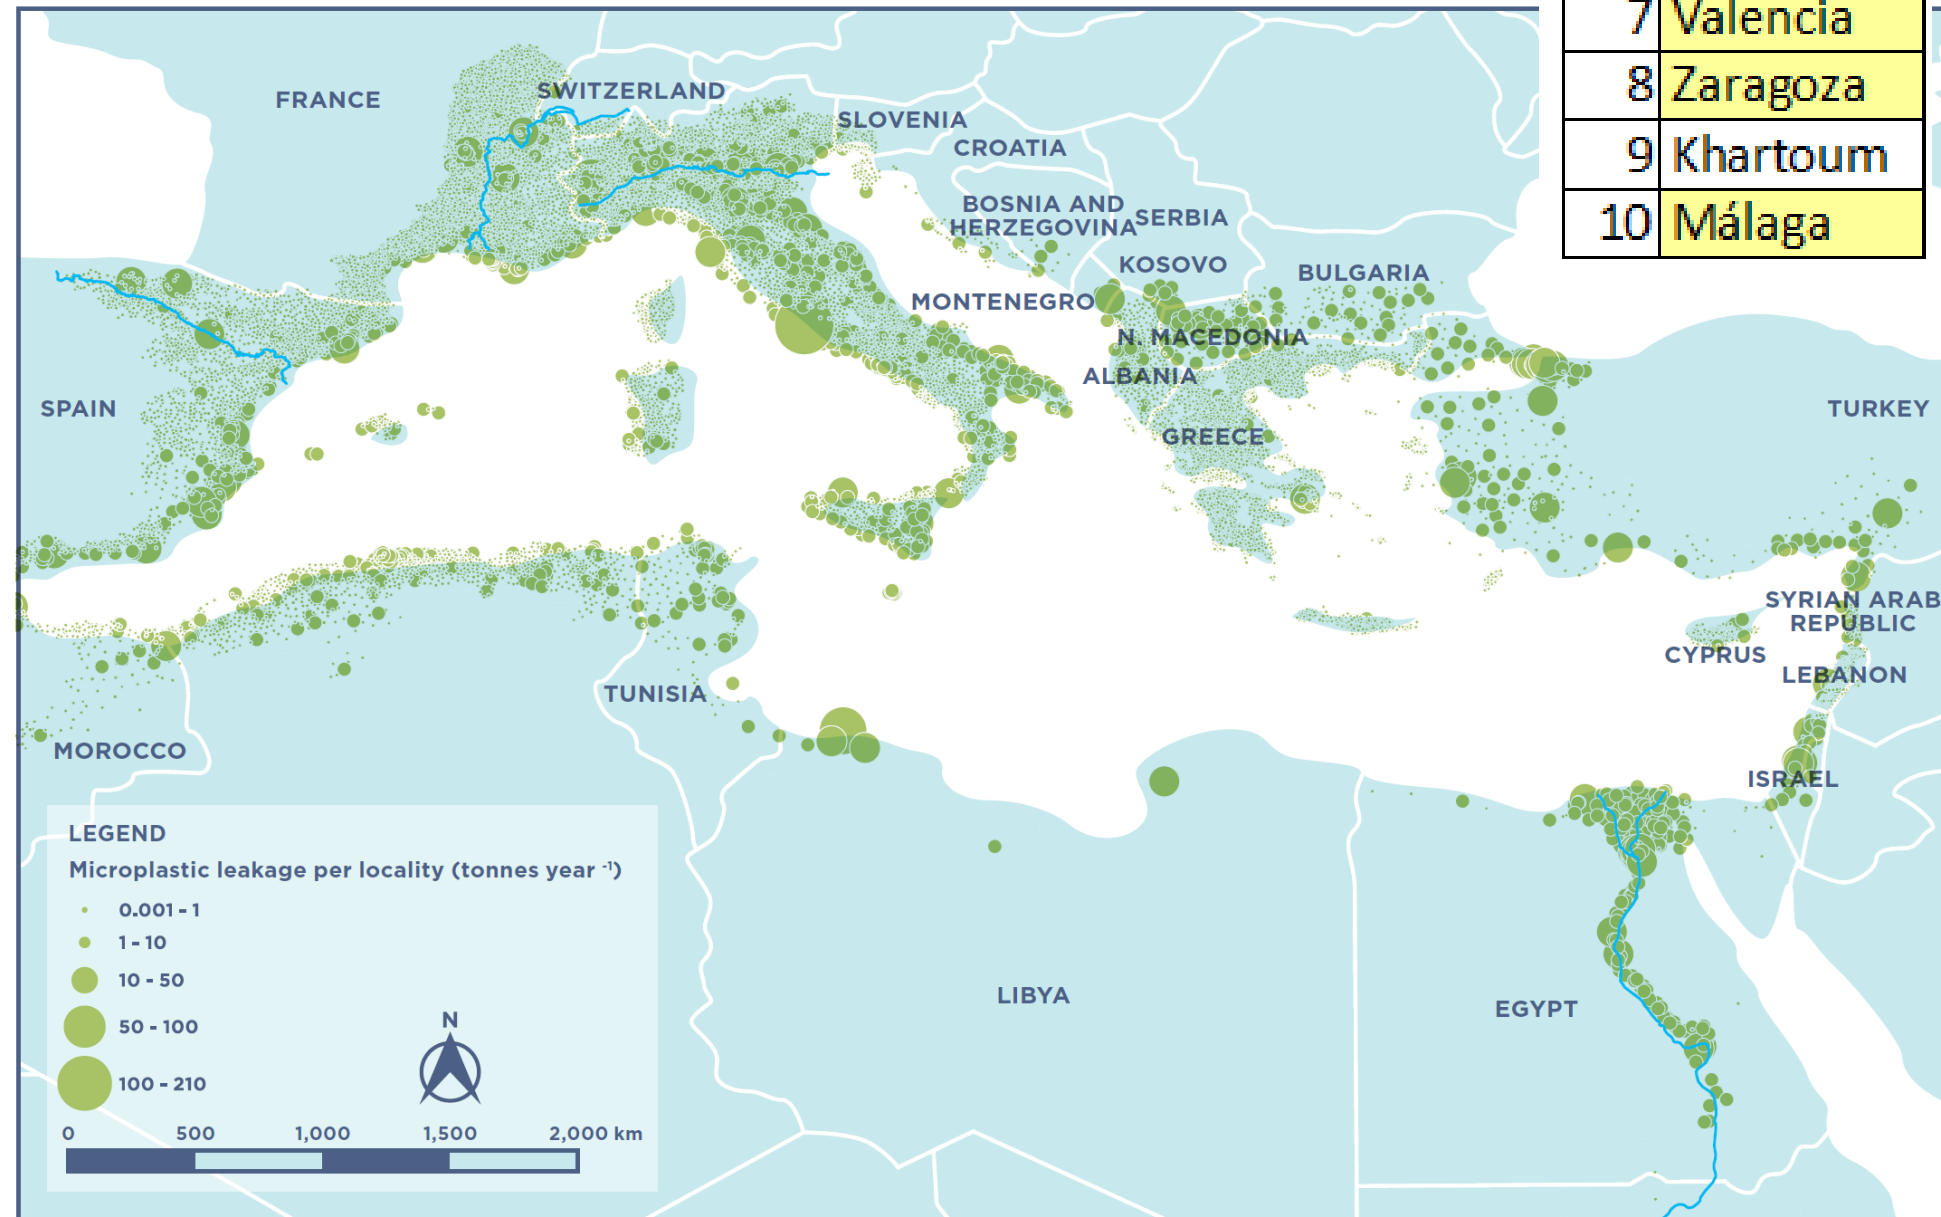 7 Valencia
8 Zaragoza
9 Khartoum
10 Málaga
FRANCE
SWITZERLAND
SLOVENIA
CROATIA
BOSNIA AND
HERZEGOVINA
SERBIA
KOSOVO
BULGARIA
MONTENEGRO
N. MACEDONIA
ALBANIA
SPAIN
TURKEY
GREECE
SYRIAN ARAB
REPUBLIC
CYPRUS
LEBANON
TUNISIA
MOROCCO
ISRAEL
LIBYA
EGYPT
LEGEND
Microplastic leakage per locality (tonnes year -1)
0.001 - 1
1 - 10
10 - 50
50 - 100
100 - 210
N
0 500 1,000 1,500 2,000 km